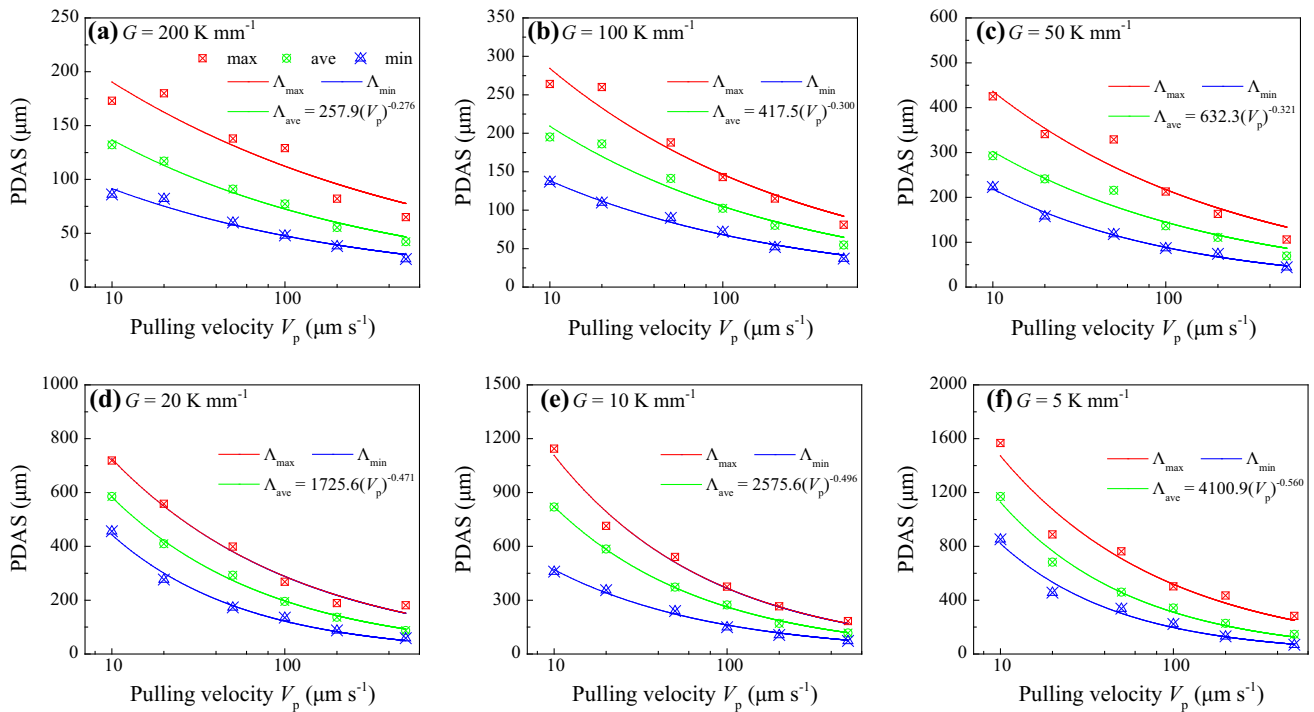 (a) G = 200 K mm⁻¹
max ave min
Λmax Λmin
Λave = 257.9(Vp)⁻⁰·²⁷⁶
250
200
150
100
50
0
PDAS (μm)
10 100
Pulling velocity Vp (μm s⁻¹)
(b) G = 100 K mm⁻¹
Λmax Λmin
Λave = 417.5(Vp)⁻⁰·³⁰⁰
350
300
250
200
150
100
50
0
PDAS (μm)
10 100
Pulling velocity Vp (μm s⁻¹)
(c) G = 50 K mm⁻¹
Λmax Λmin
Λave = 632.3(Vp)⁻⁰·³²¹
600
500
400
300
200
100
0
PDAS (μm)
10 100
Pulling velocity Vp (μm s⁻¹)
(d) G = 20 K mm⁻¹
Λmax Λmin
Λave = 1725.6(Vp)⁻⁰·⁴⁷¹
1000
800
600
400
200
0
PDAS (μm)
10 100
Pulling velocity Vp (μm s⁻¹)
(e) G = 10 K mm⁻¹
Λmax Λmin
Λave = 2575.6(Vp)⁻⁰·⁴⁹⁶
1500
1200
900
600
300
0
PDAS (μm)
10 100
Pulling velocity Vp (μm s⁻¹)
(f) G = 5 K mm⁻¹
Λmax Λmin
Λave = 4100.9(Vp)⁻⁰·⁵⁶⁰
2000
1600
1200
800
400
0
PDAS (μm)
10 100
Pulling velocity Vp (μm s⁻¹)